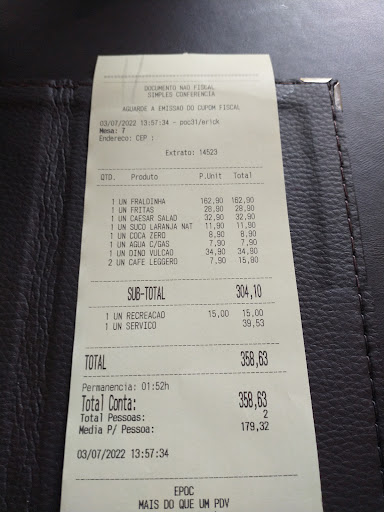 DOCUMENTO NAO FISCAL
SIMPLES CONFERENCIA
AGUARDE A EMISSAO DO CUPOM FISCAL
03/07/2022 13:57:34 - poc31/erick
Mesa: 7
Endereco: CEP :
Extrato: 14523
QTD. Produto P.Unit Total
1 UN FRALDINHA 162,90 162,90
1 UN FRITAS 28,90 28,90
1 UN CAESAR SALAD 32,90 32,90
1 UN SUCO LARANJA NAT 11,90 11,90
1 UN COCA ZERO 8,90 8,90
1 UN AGUA C/GAS 7,90 7,90
1 UN DINO VULCAO 34,90 34,90
2 UN CAFE LEGGERO 7,90 15,80
SUB-TOTAL 304,10
1 UN RECREACAO 15,00 15,00
1 UN SERVICO 39,53
TOTAL 358,63
Permanencia: 01:52h
Total Conta: 358,63
Total Pessoas: 2
Media P/ Pessoa: 179,32
03/07/2022 13:57:34
EPOC
MAIS DO QUE UM PDV